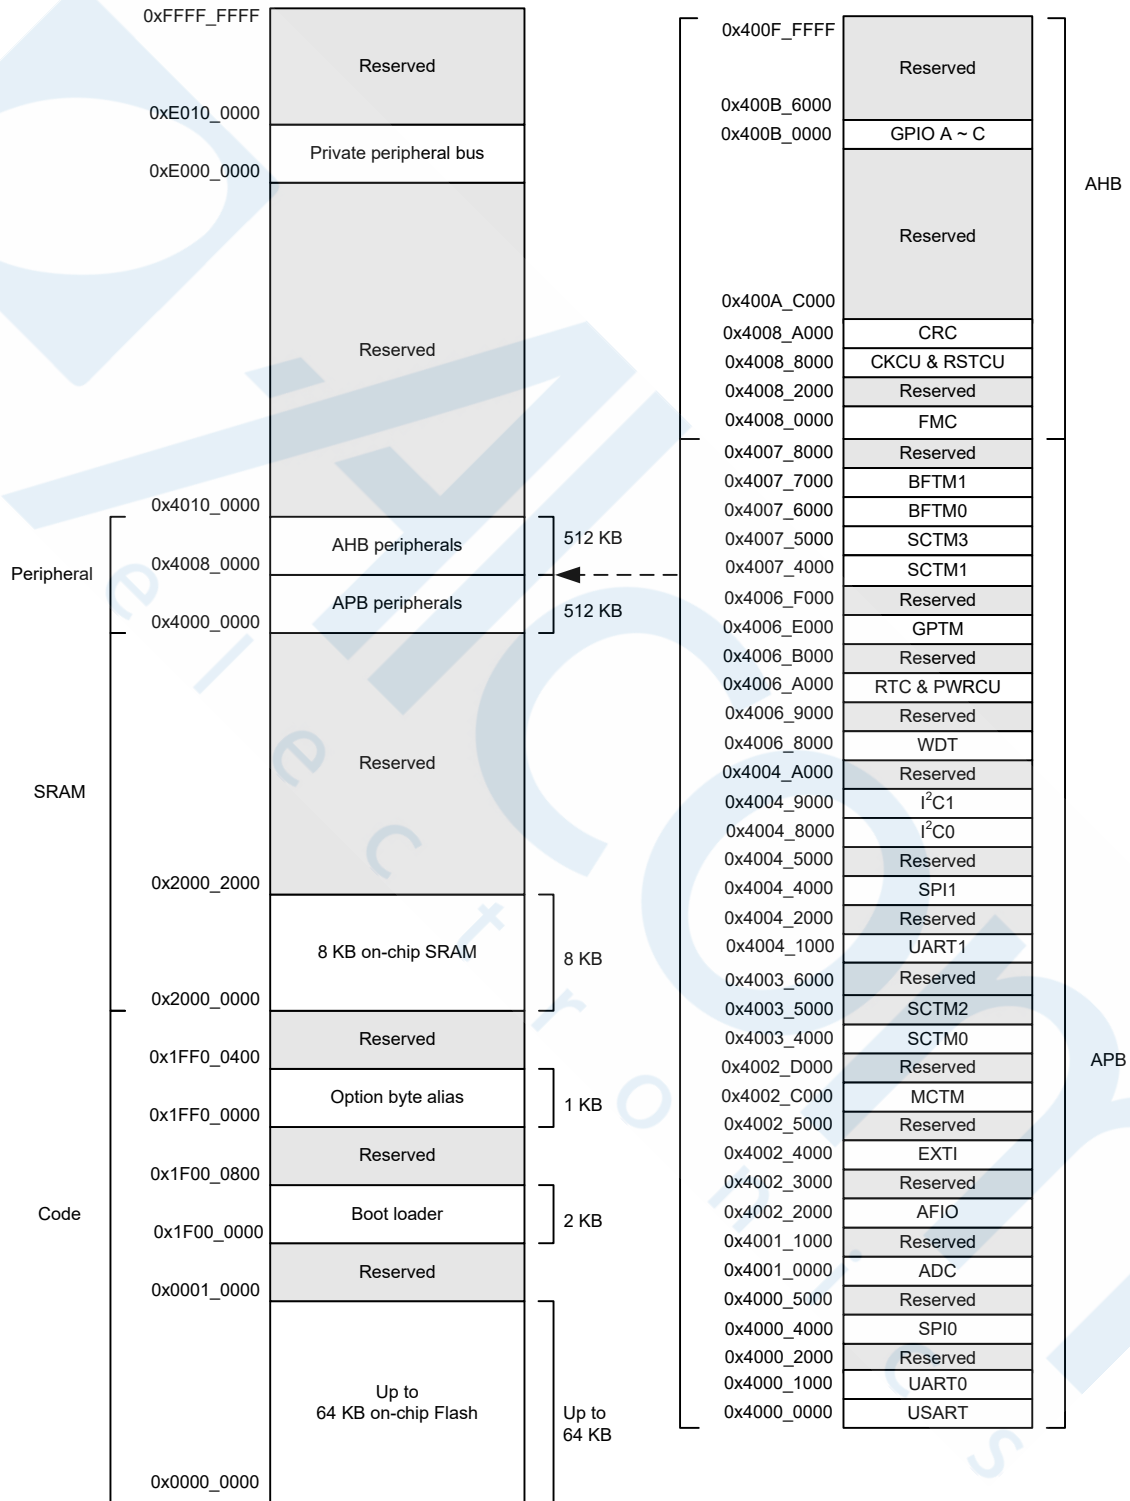 0xFFFF_FFFF
Reserved
0xE010_0000
Private peripheral bus
0xE000_0000
Reserved
0x4010_0000
AHB peripherals
512 KB
0x4008_0000
Peripheral
APB peripherals
512 KB
0x4000_0000
Reserved
SRAM
0x2000_2000
8 KB on-chip SRAM
8 KB
0x2000_0000
Reserved
0x1FF0_0400
Option byte alias
1 KB
0x1FF0_0000
Reserved
0x1F00_0800
Code
Boot loader
2 KB
0x1F00_0000
Reserved
0x0001_0000
Up to
64 KB on-chip Flash
Up to
64 KB
0x0000_0000
0x400F_FFFF
Reserved
0x400B_6000
0x400B_0000 GPIO A ~ C
AHB
Reserved
0x400A_C000
0x4008_A000 CRC
0x4008_8000 CKCU & RSTCU
0x4008_2000 Reserved
0x4008_0000 FMC
0x4007_8000 Reserved
0x4007_7000 BFTM1
0x4007_6000 BFTM0
0x4007_5000 SCTM3
0x4007_4000 SCTM1
0x4006_F000 Reserved
0x4006_E000 GPTM
0x4006_B000 Reserved
0x4006_A000 RTC & PWRCU
0x4006_9000 Reserved
0x4006_8000 WDT
0x4004_A000 Reserved
0x4004_9000 I²C1
0x4004_8000 I²C0
0x4004_5000 Reserved
0x4004_4000 SPI1
0x4004_2000 Reserved
0x4004_1000 UART1
0x4003_6000 Reserved
0x4003_5000 SCTM2
0x4003_4000 SCTM0
0x4002_D000 Reserved
APB
0x4002_C000 MCTM
0x4002_5000 Reserved
0x4002_4000 EXTI
0x4002_3000 Reserved
0x4002_2000 AFIO
0x4001_1000 Reserved
0x4001_0000 ADC
0x4000_5000 Reserved
0x4000_4000 SPI0
0x4000_2000 Reserved
0x4000_1000 UART0
0x4000_0000 USART
electronics